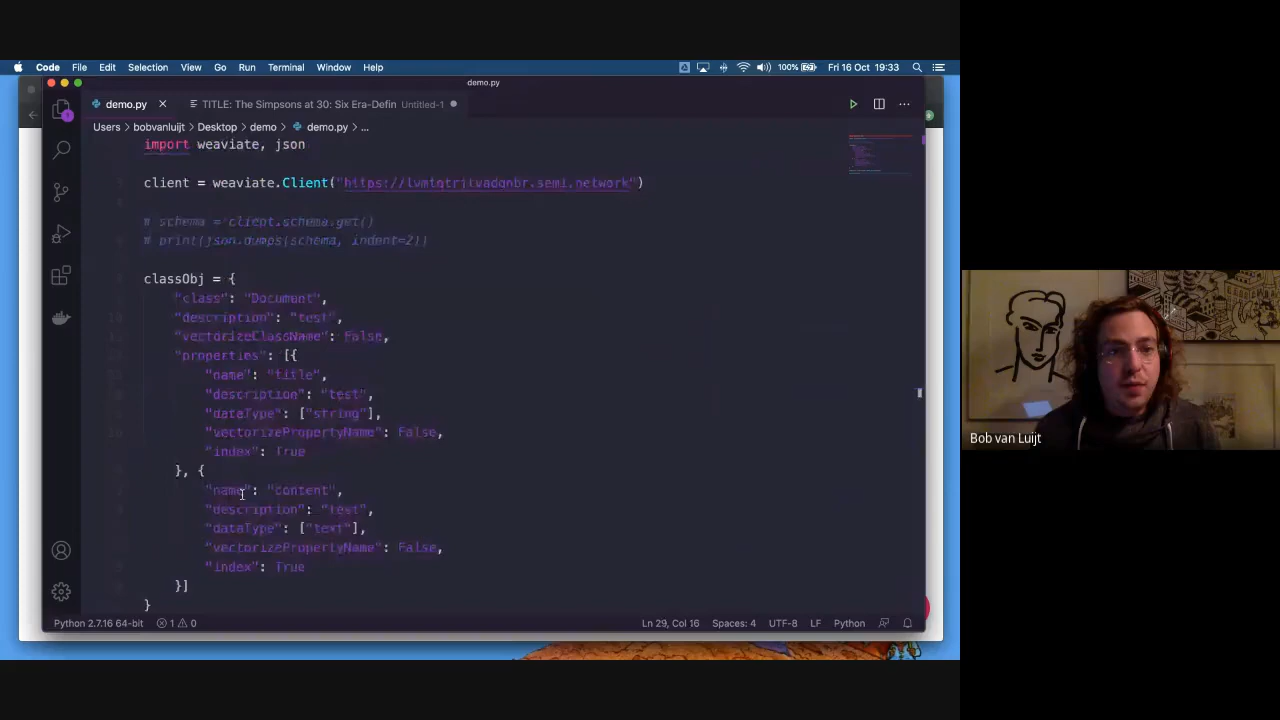 Code File Edit Selection View Go Run Terminal Window Help 100% Fri 16 Oct 19:33
demo.py
demo.py TITLE: The Simpsons at 30: Six Era-Defin Untitled-1
Users bobvanluijt Desktop demo demo.py ...
import weaviate, json
client = weaviate.Client("
# schema = client.schema.get()
# print(json.dumps(schema, indent=2))
classObj = {
"class": "Document",
"description": "test",
"vectorizeClassName": False,
"properties": [{
"name": "title",
"description": "test",
"dataType": ["string"],
"vectorizePropertyName": False,
"index": True
}, {
"name": "content",
"description": "test",
"dataType": ["text"],
"vectorizePropertyName": False,
"index": True
}]
}
Python 2.7.16 64-bit 1 0 Ln 29, Col 16 Spaces: 4 UTF-8 LF Python
Bob van Luijt